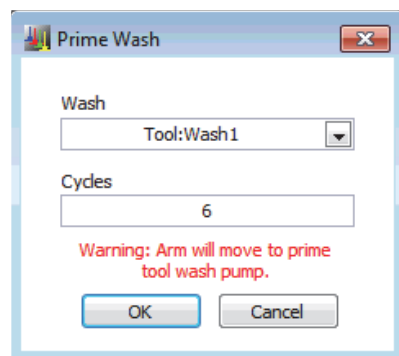 Prime Wash
Wash
Tool:Wash1
Cycles
6
Warning: Arm will move to prime
tool wash pump.
OK
Cancel